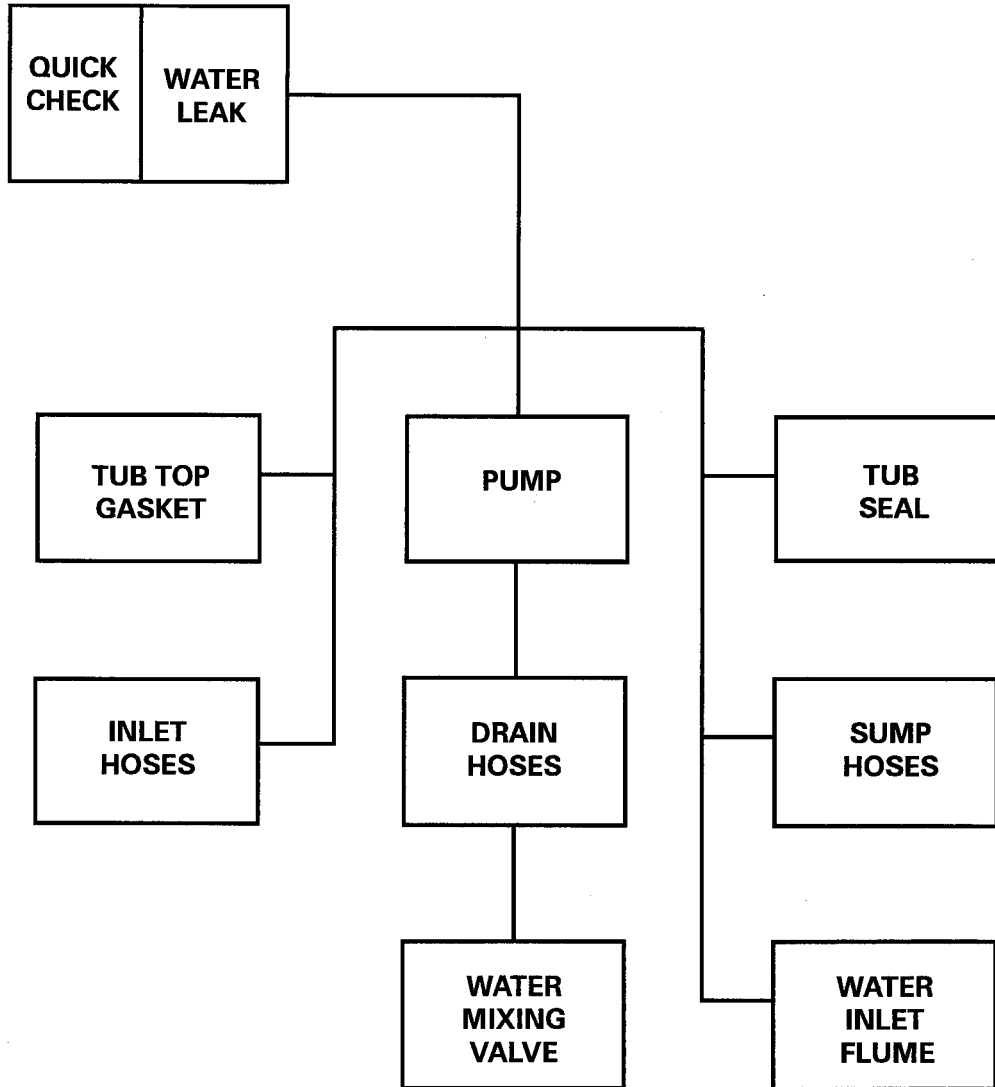 QUICK
CHECK
WATER
LEAK
TUB TOP
GASKET
PUMP
TUB
SEAL
INLET
HOSES
DRAIN
HOSES
SUMP
HOSES
WATER
MIXING
VALVE
WATER
INLET
FLUME